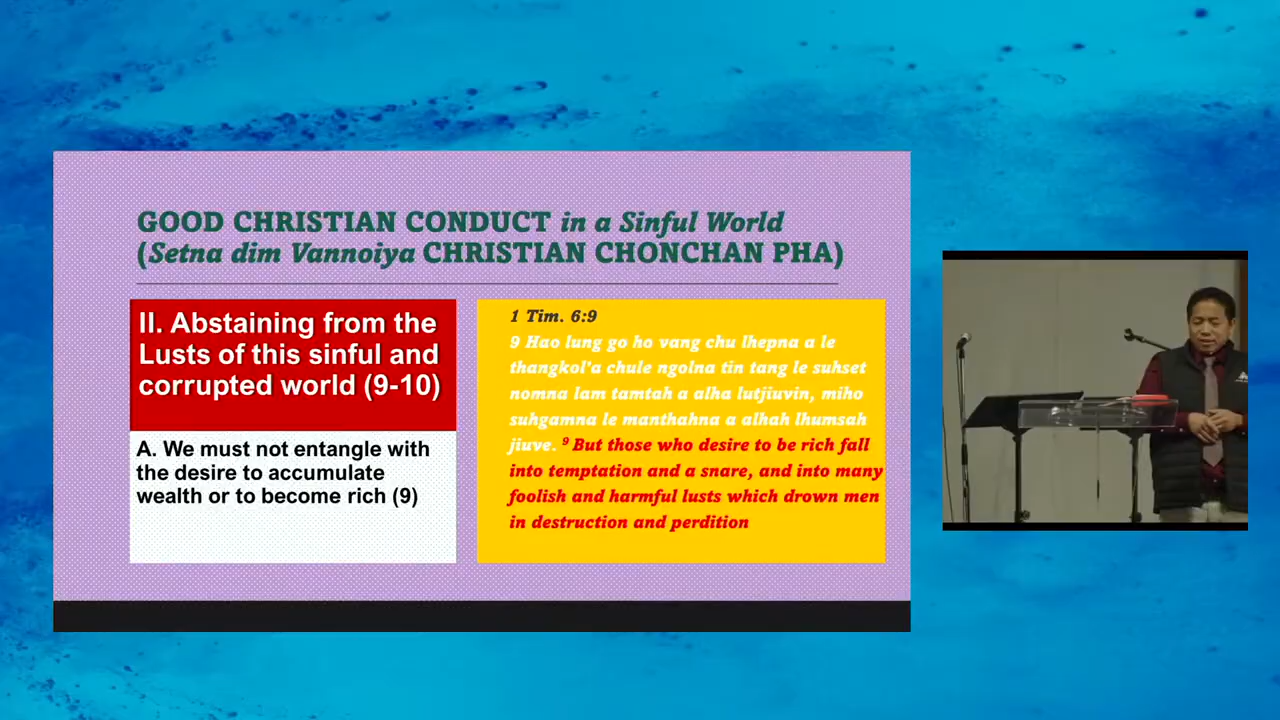 GOOD CHRISTIAN CONDUCT in a Sinful World
(Setna dim Vannoiya CHRISTIAN CHONCHAN PHA)
II. Abstaining from the
Lusts of this sinful and
corrupted world (9-10)
A. We must not entangle with
the desire to accumulate
wealth or to become rich (9)
1 Tim. 6:9
9 Hao lung go ho vang chu lhepna a le
thangkol'a chule ngolna tin tang le suhset
nomna lam tamtah a alha lutjiuvin, miho
suhgamna le manthahna a alhah lhumsah
jiuve. ⁹ But those who desire to be rich fall
into temptation and a snare, and into many
foolish and harmful lusts which drown men
in destruction and perdition